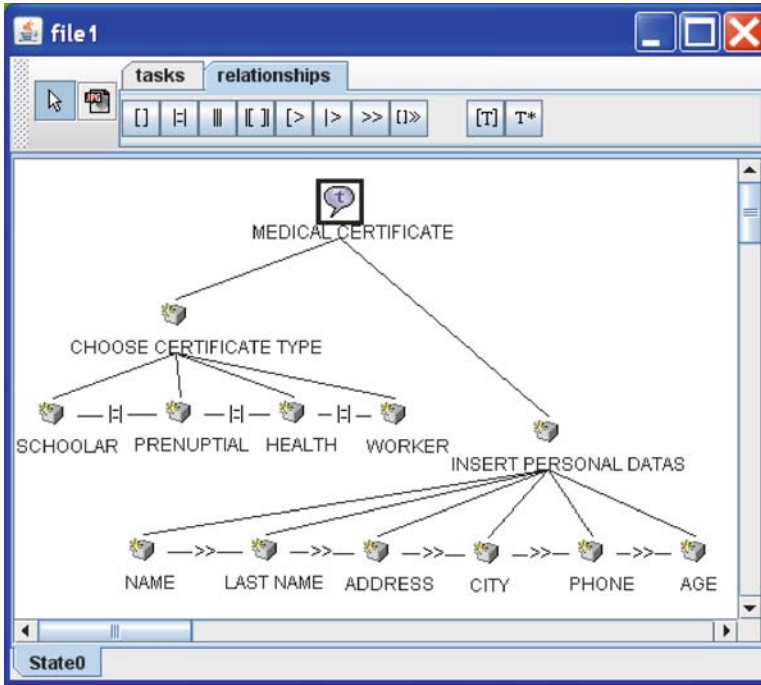 file1
tasks relationships
[] |=| ||| |[]| [> |> >> []>> [T] T*
t
MEDICAL CERTIFICATE
CHOOSE CERTIFICATE TYPE
—|=|— —|=|— —|=|—
SCHOOLAR PRENUPTIAL HEALTH WORKER
INSERT PERSONAL DATAS
—>>— —>>— —>>— —>>— —>>—
NAME LAST NAME ADDRESS CITY PHONE AGE
State0